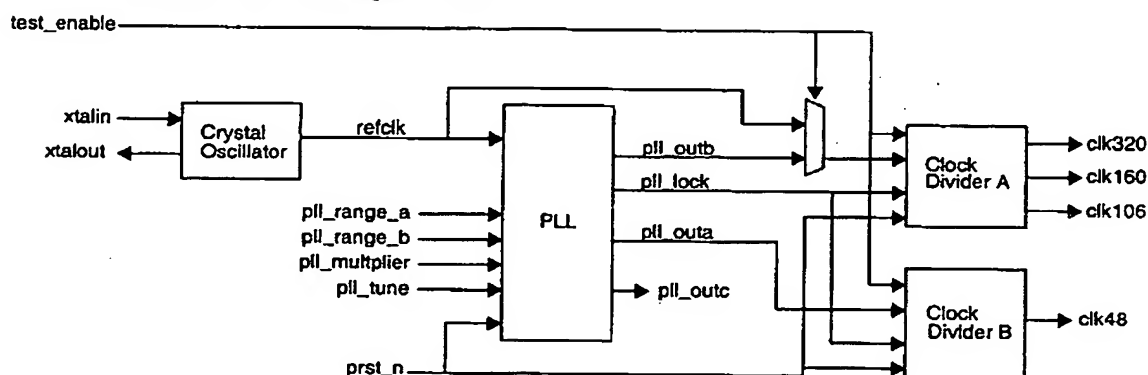 test_enable
xtalin
xtalout
Crystal
Oscillator
refclk
pll_range_a
pll_range_b
pll_multplier
pll_tune
prst_n
PLL
pll_outb
pll_lock
pll_outa
pll_outc
Clock
Divider A
clk320
clk160
clk106
Clock
Divider B
clk48